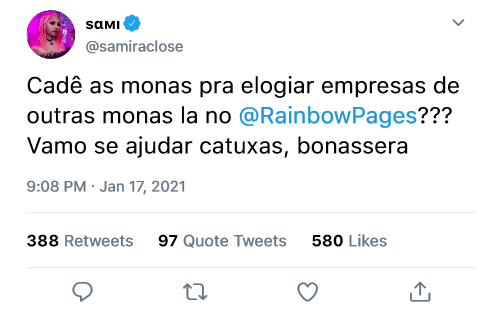 SAMI
@samiraclose
Cadê as monas pra elogiar empresas de
outras monas la no @RainbowPages???
Vamo se ajudar catuxas, bonassera
9:08 PM · Jan 17, 2021
388 Retweets 97 Quote Tweets 580 Likes